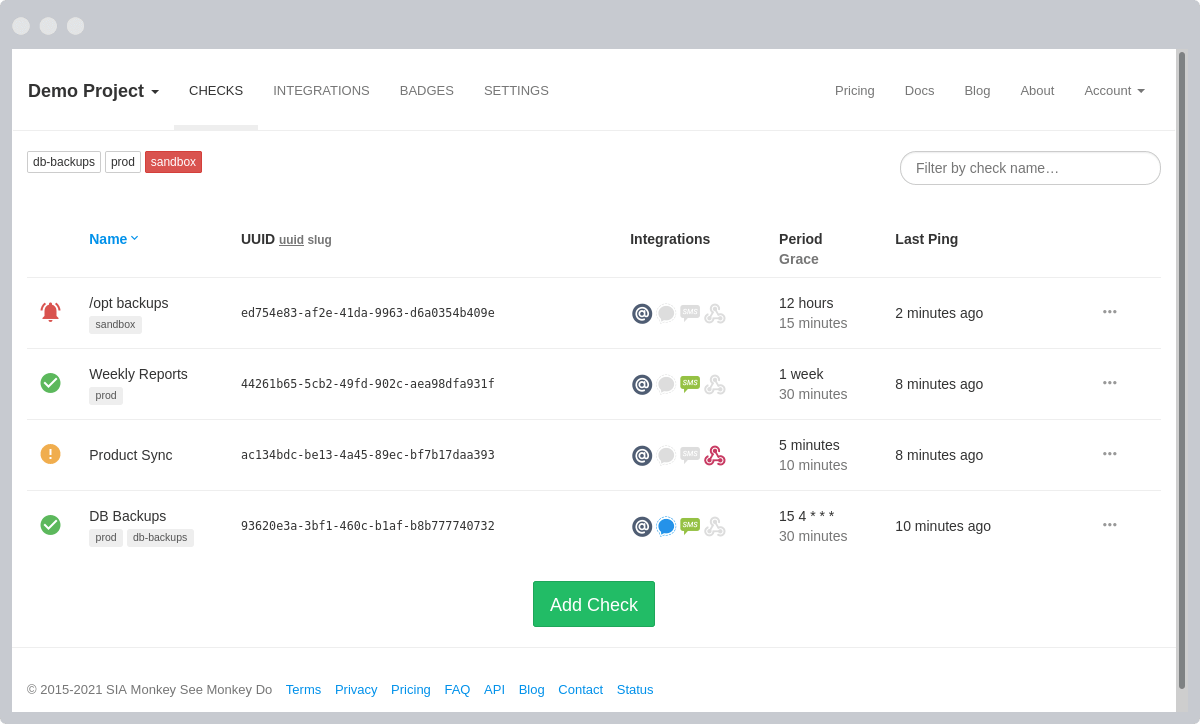 Demo Project CHECKS INTEGRATIONS BADGES SETTINGS Pricing Docs Blog About Account
db-backups prod sandbox Filter by check name…
Name UUID uuid slug Integrations Period Last Ping
Grace
/opt backups ed754e83-af2e-41da-9963-d6a0354b409e SMS 12 hours 2 minutes ago
sandbox 15 minutes
Weekly Reports 44261b65-5cb2-49fd-902c-aea98dfa931f SMS 1 week 8 minutes ago
prod 30 minutes
Product Sync ac134bdc-be13-4a45-89ec-bf7b17daa393 SMS 5 minutes 8 minutes ago
10 minutes
DB Backups 93620e3a-3bf1-460c-b1af-b8b777740732 SMS 15 4 * * * 10 minutes ago
prod db-backups 30 minutes
Add Check
© 2015-2021 SIA Monkey See Monkey Do Terms Privacy Pricing FAQ API Blog Contact Status